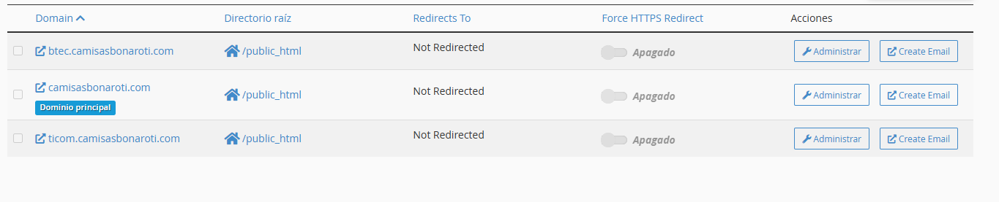 Domain Directorio raíz Redirects To Force HTTPS Redirect Acciones
btec.camisasbonaroti.com /public_html Not Redirected Apagado Administrar Create Email
camisasbonaroti.com /public_html Not Redirected Apagado Administrar Create Email
Dominio principal
ticom.camisasbonaroti.com /public_html Not Redirected Apagado Administrar Create Email